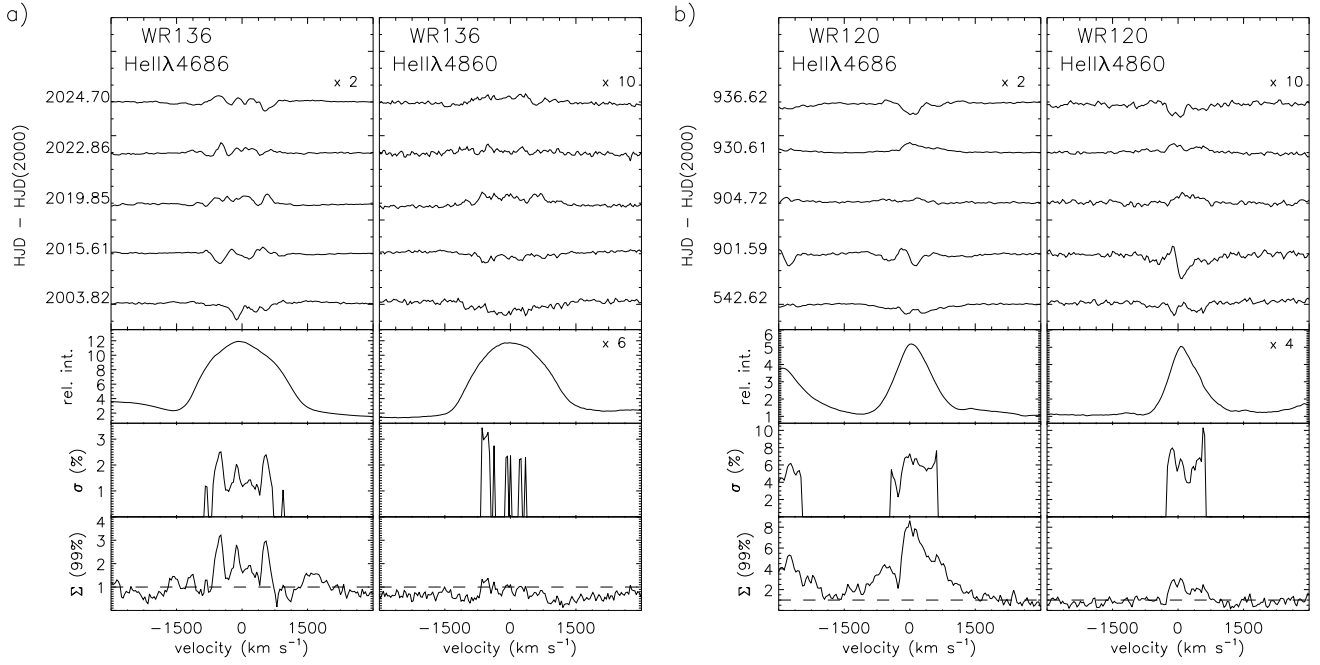 a)
WR136
HeIIλ4686
x 2
WR136
HeIIλ4860
x 10
HJD − HJD(2000)
2024.70
2022.86
2019.85
2015.61
2003.82
rel. int.
12
10
8
6
4
2
x 6
σ (%)
3
2
1
Σ (99%)
4
3
2
1
−1500 0 1500
velocity (km s⁻¹)
−1500 0 1500
velocity (km s⁻¹)
b)
WR120
HeIIλ4686
x 2
WR120
HeIIλ4860
x 10
HJD − HJD(2000)
936.62
930.61
904.72
901.59
542.62
rel. int.
6
5
4
3
2
1
x 4
σ (%)
10
8
6
4
2
Σ (99%)
8
6
4
2
−1500 0 1500
velocity (km s⁻¹)
−1500 0 1500
velocity (km s⁻¹)